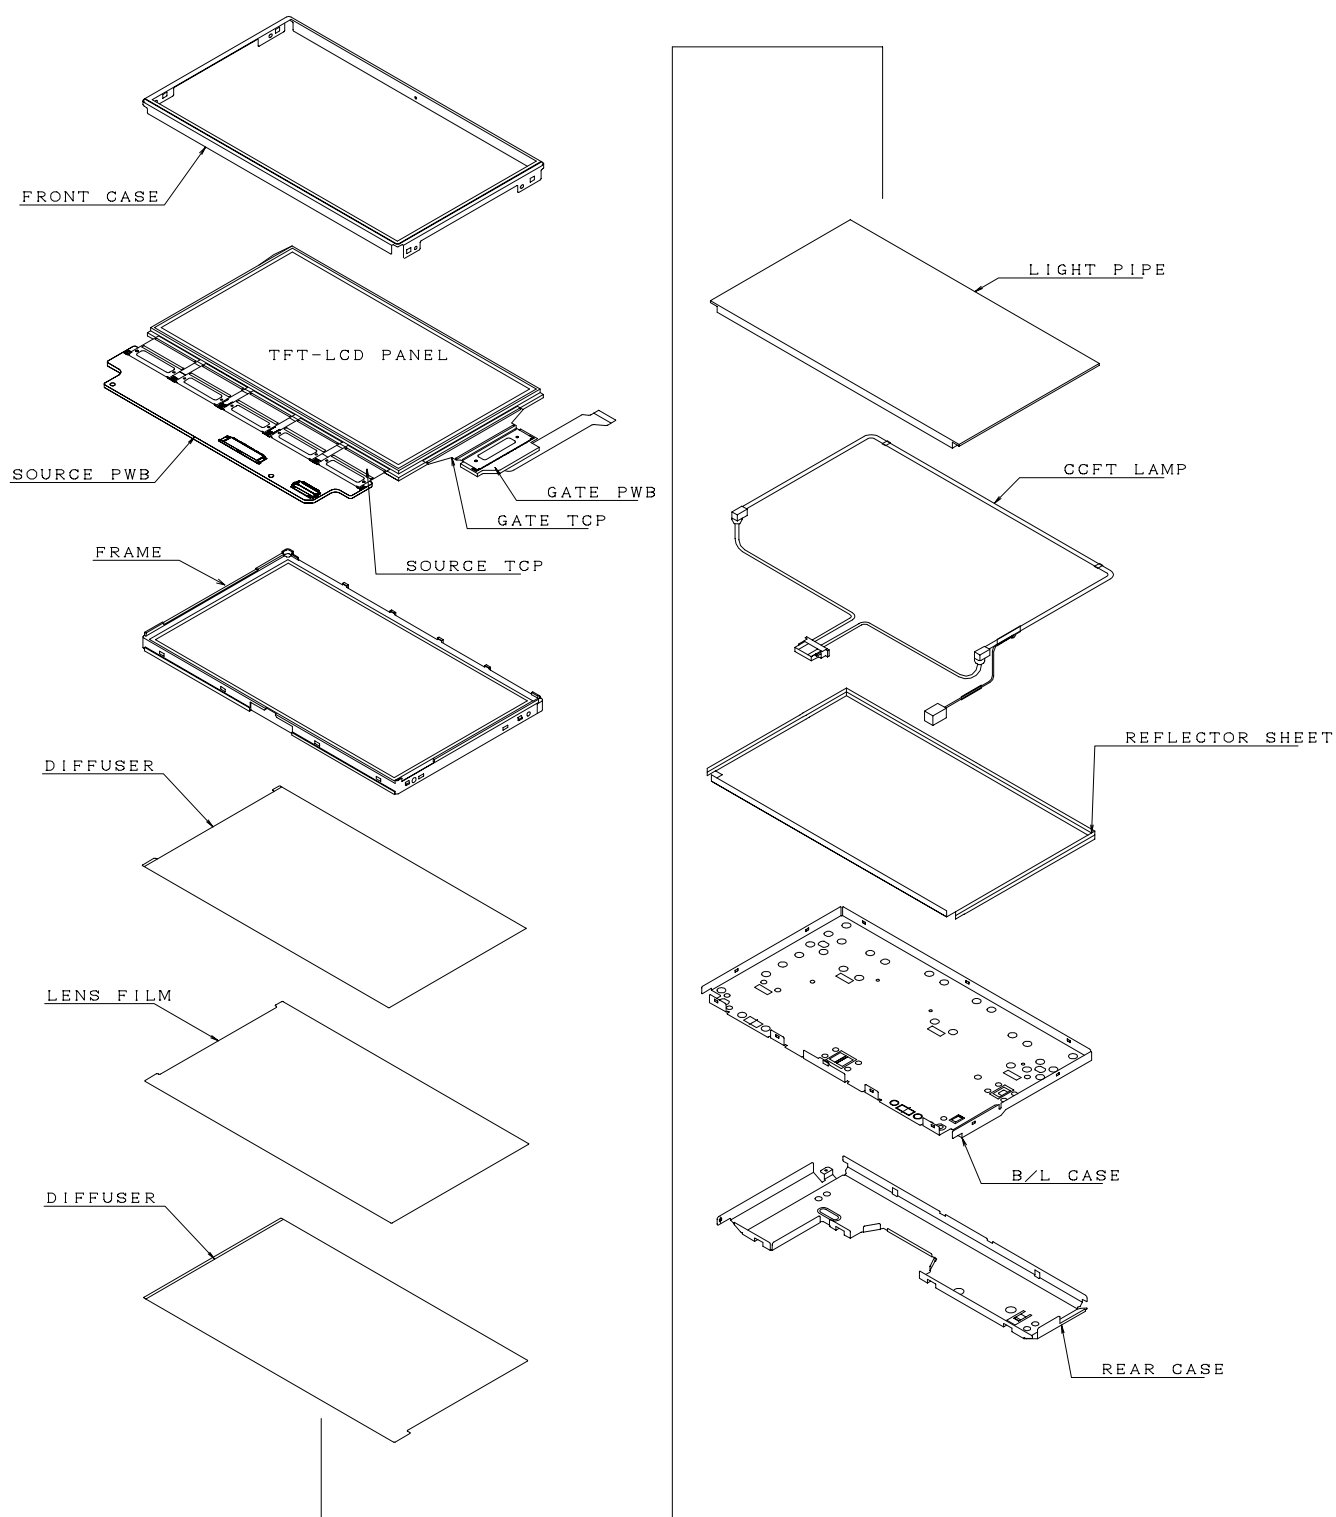 FRONT CASE
TFT-LCD PANEL
SOURCE PWB
GATE PWB
GATE TCP
SOURCE TCP
FRAME
DIFFUSER
LENS FILM
DIFFUSER
LIGHT PIPE
CCFT LAMP
REFLECTOR SHEET
B/L CASE
REAR CASE